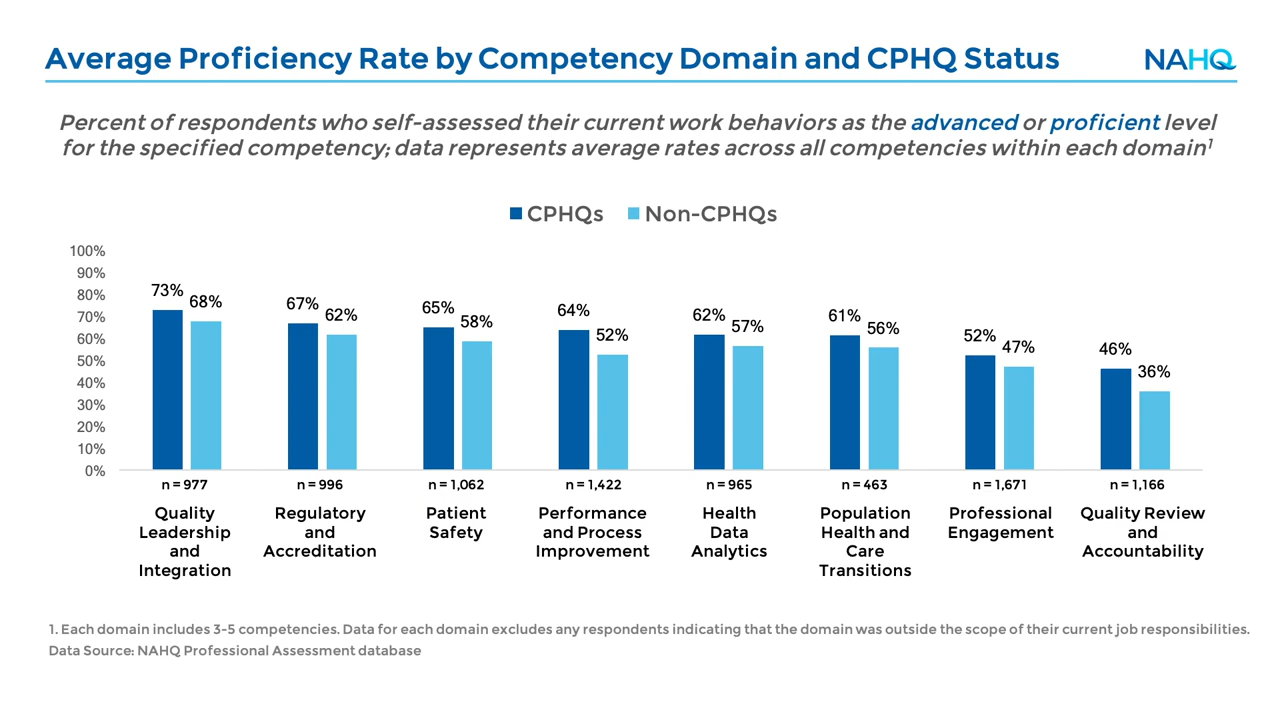 Average Proficiency Rate by Competency Domain and CPHQ Status
NAHQ
Percent of respondents who self-assessed their current work behaviors as the advanced or proficient level
for the specified competency; data represents average rates across all competencies within each domain1
CPHQs
Non-CPHQs
100%
90%
80%
70%
60%
50%
40%
30%
20%
10%
0%
73%
68%
67%
62%
65%
58%
64%
52%
62%
57%
61%
56%
52%
47%
46%
36%
n = 977
n = 996
n = 1,062
n = 1,422
n = 965
n = 463
n = 1,671
n = 1,166
Quality
Leadership
and
Integration
Regulatory
and
Accreditation
Patient
Safety
Performance
and Process
Improvement
Health
Data
Analytics
Population
Health and
Care
Transitions
Professional
Engagement
Quality Review
and
Accountability
1. Each domain includes 3-5 competencies. Data for each domain excludes any respondents indicating that the domain was outside the scope of their current job responsibilities.
Data Source: NAHQ Professional Assessment database